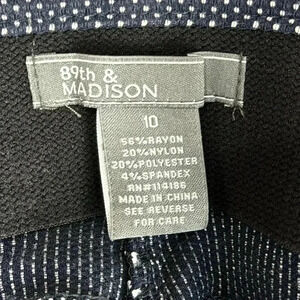 89th &
MADISON
10
56%RAYON
20%NYLON
20%POLYESTER
4%SPANDEX
RN#114186
MADE IN CHINA
SEE REVERSE
FOR CARE